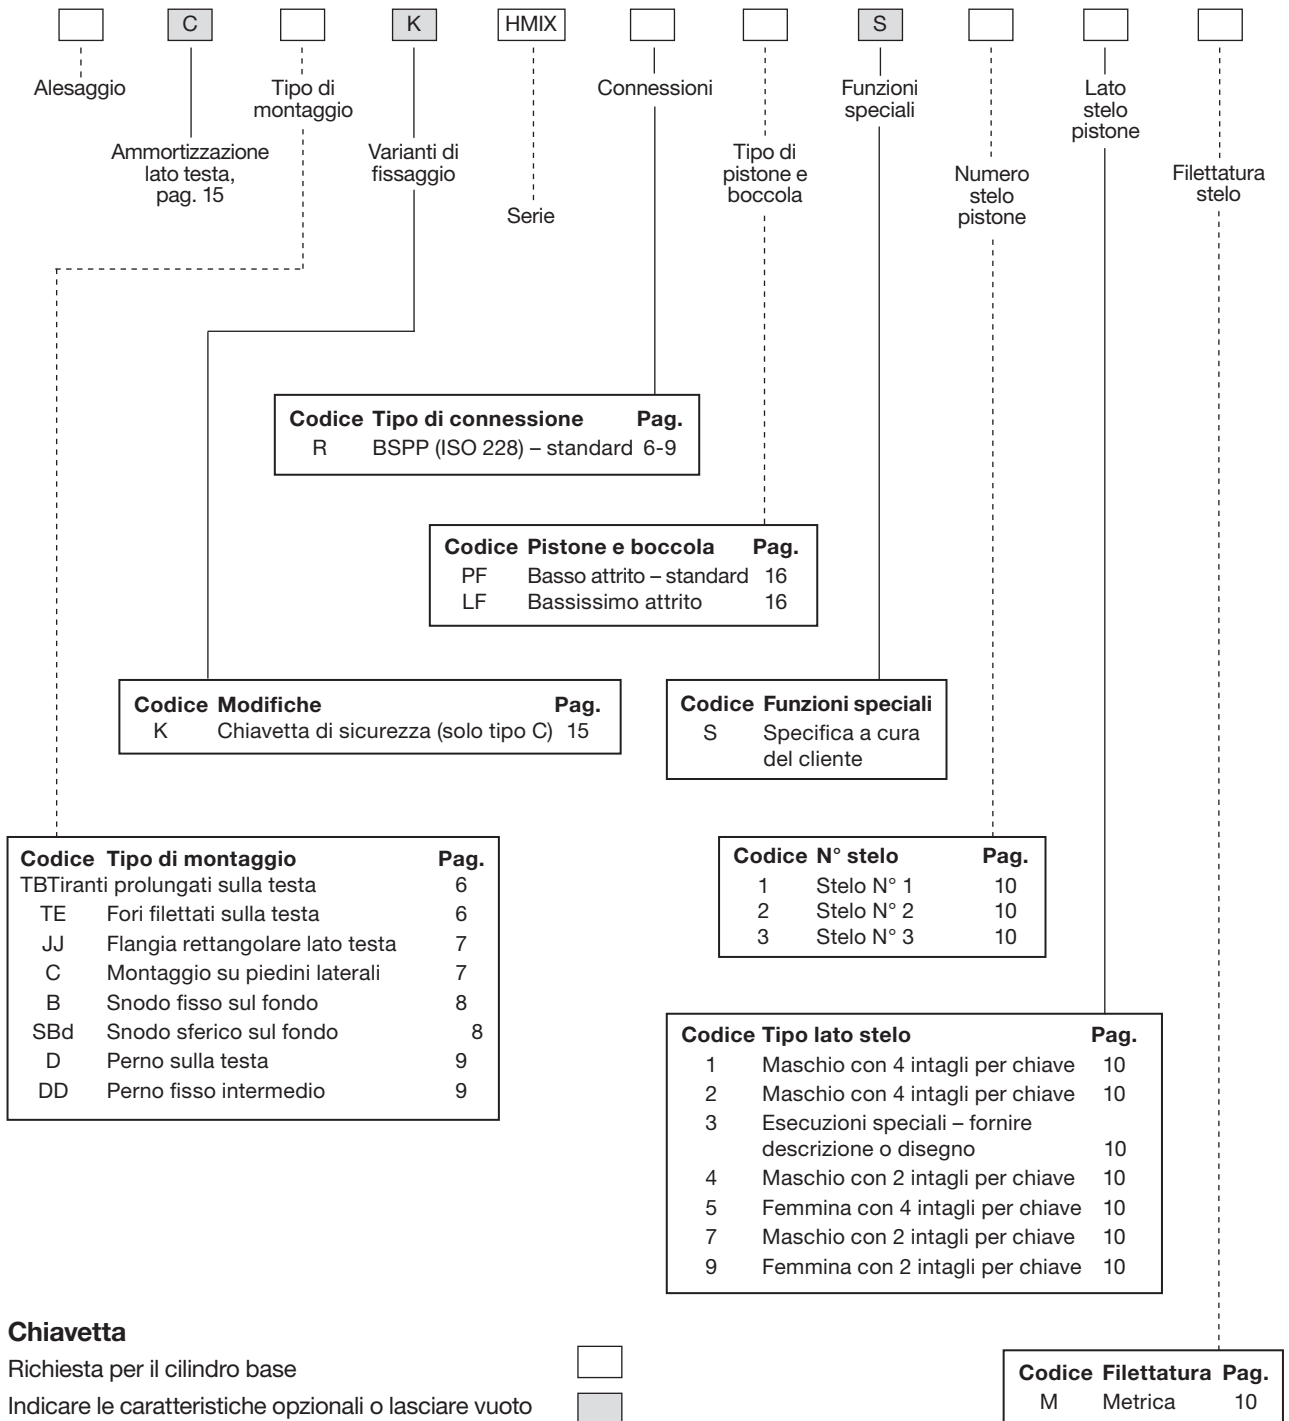 C K HMIX S
Alesaggio
Tipo di
montaggio
Connessioni
Funzioni
speciali
Lato
stelo
pistone
Ammortizzazione
lato testa,
pag. 15
Varianti di
fissaggio
Tipo di
pistone e
boccola
Numero
stelo
pistone
Filettatura
stelo
Serie
Codice Tipo di connessione Pag.
R BSPP (ISO 228) – standard 6-9
Codice Pistone e boccola Pag.
PF Basso attrito – standard 16
LF Bassissimo attrito 16
Codice Modifiche Pag.
K Chiavetta di sicurezza (solo tipo C) 15
Codice Funzioni speciali
S Specifica a cura
del cliente
Codice Tipo di montaggio Pag.
TBTiranti prolungati sulla testa 6
TE Fori filettati sulla testa 6
JJ Flangia rettangolare lato testa 7
C Montaggio su piedini laterali 7
B Snodo fisso sul fondo 8
SBd Snodo sferico sul fondo 8
D Perno sulla testa 9
DD Perno fisso intermedio 9
Codice N° stelo Pag.
1 Stelo N° 1 10
2 Stelo N° 2 10
3 Stelo N° 3 10
Codice Tipo lato stelo Pag.
1 Maschio con 4 intagli per chiave 10
2 Maschio con 4 intagli per chiave 10
3 Esecuzioni speciali – fornire
descrizione o disegno 10
4 Maschio con 2 intagli per chiave 10
5 Femmina con 4 intagli per chiave 10
7 Maschio con 2 intagli per chiave 10
9 Femmina con 2 intagli per chiave 10
Chiavetta
Richiesta per il cilindro base
Indicare le caratteristiche opzionali o lasciare vuoto
Codice Filettatura Pag.
M Metrica 10